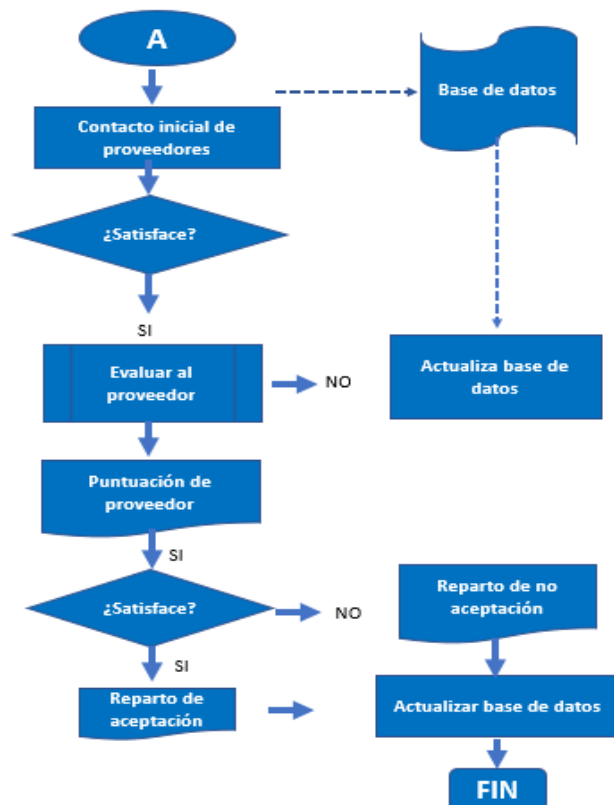 A
Base de datos
Contacto inicial de
proveedores
¿Satisface?
SI
Evaluar al
proveedor
NO
Actualiza base de
datos
Puntuación de
proveedor
SI
¿Satisface?
NO
Reparto de no
aceptación
SI
Reparto de
aceptación
Actualizar base de datos
FIN